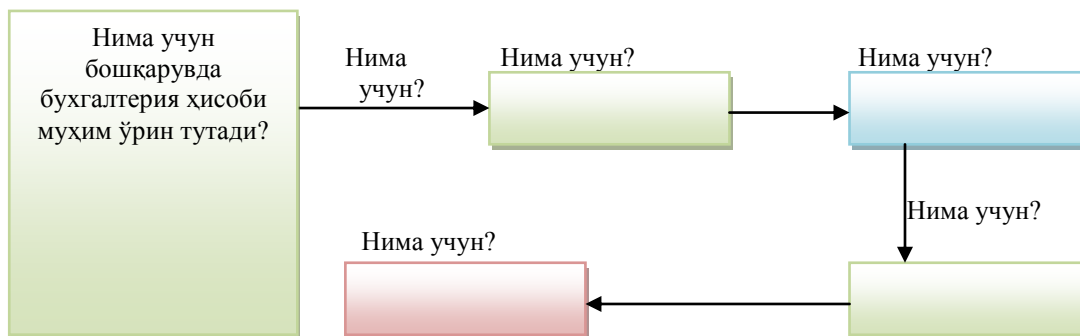 Нима учун
бошқарувда
бухгалтерия ҳисоби
муҳим ўрин тутади?
Нима
учун?
Нима учун?
Нима учун?
Нима учун?
Нима учун?